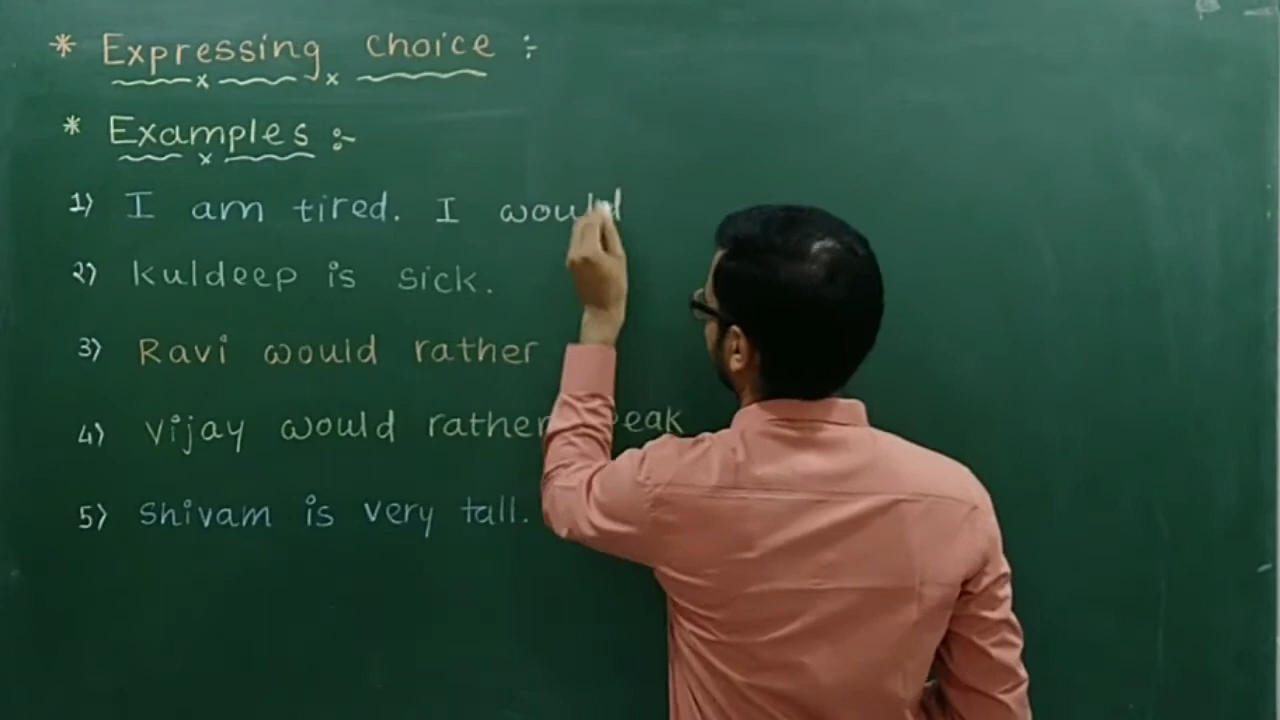 * Expressing choice :-
* Examples :-
1) I am tired. I would
2) kuldeep is sick.
3) Ravi would rather
4) Vijay would rather
5) Shivam is very tall.